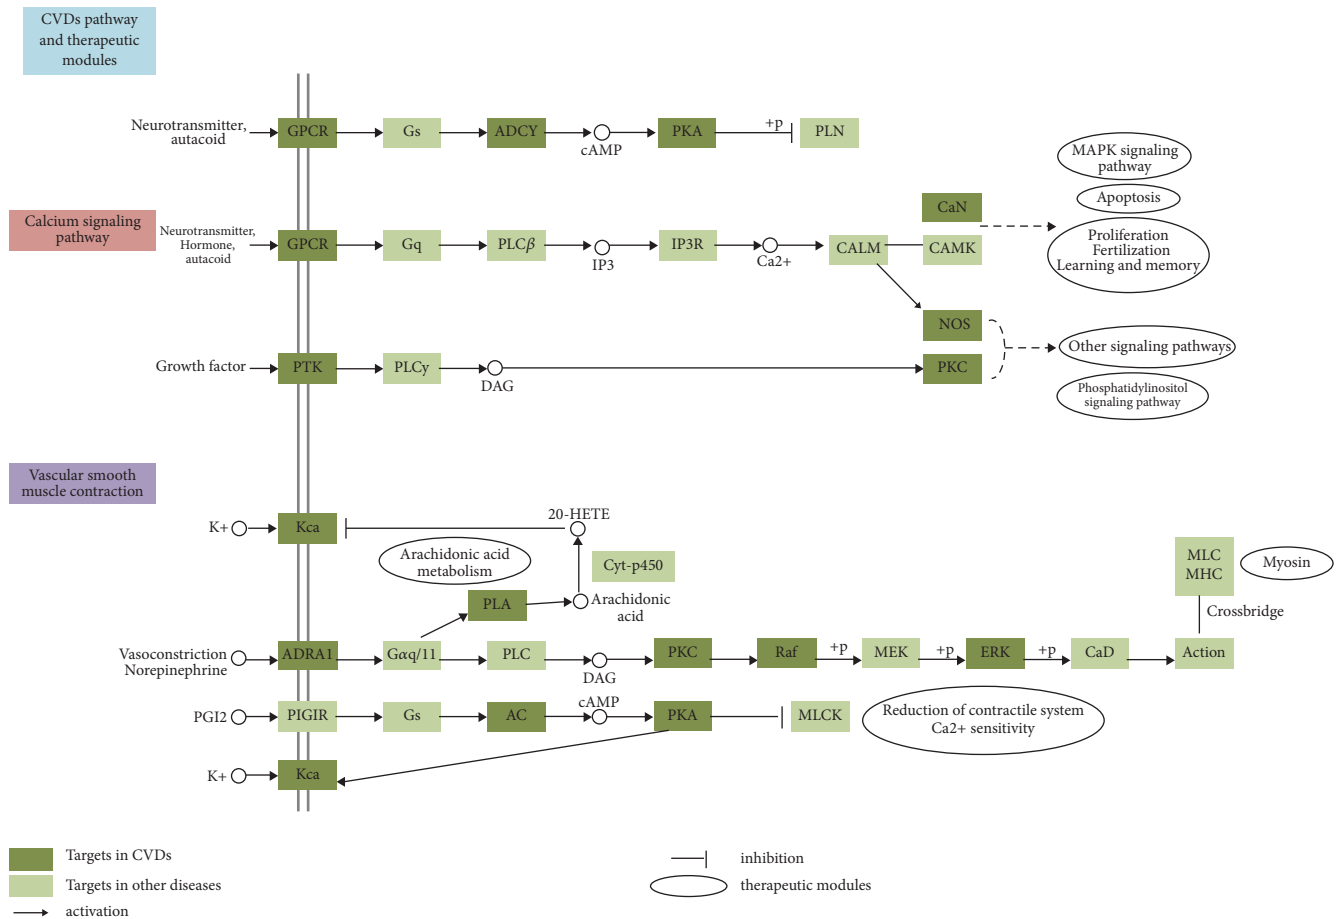 CVDs pathway
and therapeutic
modules
Neurotransmitter,
autacoid
GPCR
Gs
ADCY
cAMP
PKA
+p
PLN
MAPK signaling
pathway
Apoptosis
Proliferation
Fertilization
Learning and memory
Calcium signaling
pathway
Neurotransmitter,
Hormone,
autacoid
GPCR
Gq
PLCβ
IP3
IP3R
Ca2+
CALM
CaN
CAMK
NOS
Growth factor
PTK
PLCy
DAG
PKC
Other signaling pathways
Phosphatidylinositol
signaling pathway
Vascular smooth
muscle contraction
K+
Kca
20-HETE
Arachidonic acid
metabolism
Cyt-p450
PLA
Arachidonic
acid
MLC
MHC
Myosin
Crossbridge
Vasoconstriction
Norepinephrine
ADRA1
Gαq/11
PLC
DAG
PKC
Raf
+p
MEK
+p
ERK
+p
CaD
Action
PGI2
PIGIR
Gs
AC
cAMP
PKA
MLCK
Reduction of contractile system
Ca2+ sensitivity
K+
Kca
Targets in CVDs
Targets in other diseases
activation
inhibition
therapeutic modules